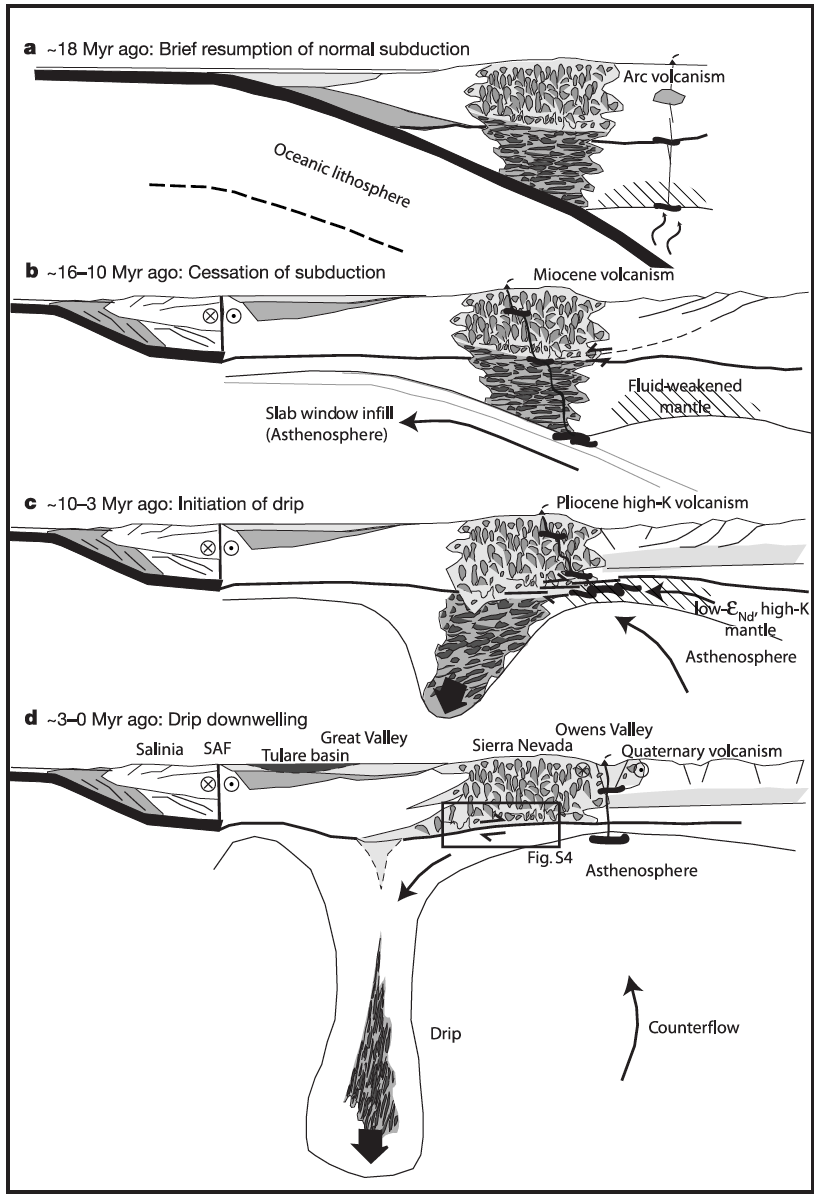 a ~18 Myr ago: Brief resumption of normal subduction
Arc volcanism
Oceanic lithosphere
b ~16–10 Myr ago: Cessation of subduction
Miocene volcanism
Fluid-weakened
mantle
Slab window infill
(Asthenosphere)
c ~10–3 Myr ago: Initiation of drip
Pliocene high-K volcanism
low-ƐNd, high-K
mantle
Asthenosphere
d ~3–0 Myr ago: Drip downwelling
Owens Valley
Great Valley
Salinia SAF Tulare basin Sierra Nevada Quaternary volcanism
Fig. S4
Asthenosphere
Drip
Counterflow